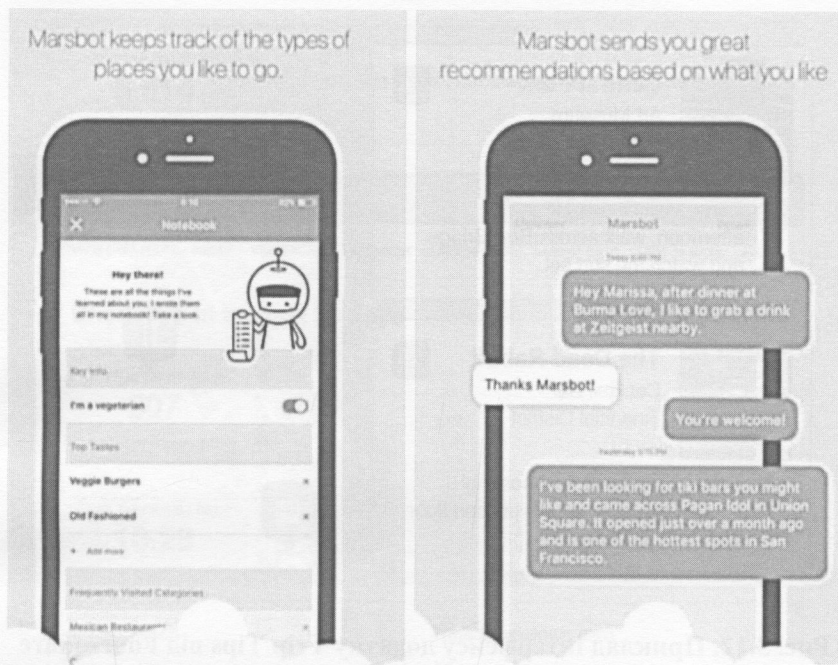 Marsbot keeps track of the types of
places you like to go.
Notebook
Hey there!
These are all the things I've
learned about you, I wrote them
all in my notebook! Take a look.
Key Info
I'm a vegeterian
Top Tastes
Veggie Burgers
Old Fashioned
+ Add more
Frequently Visited Categories
Mexican Restaurants
Marsbot sends you great
recommendations based on what you like
Marsbot
Hey Marissa, after dinner at
Burma Love, I like to grab a drink
at Zeitgeist nearby.
Thanks Marsbot!
You're welcome!
I've been looking for tiki bars you might
like and came across Pagan Idol in Union
Square. It opened just over a month ago
and is one of the hottest spots in San
Francisco.